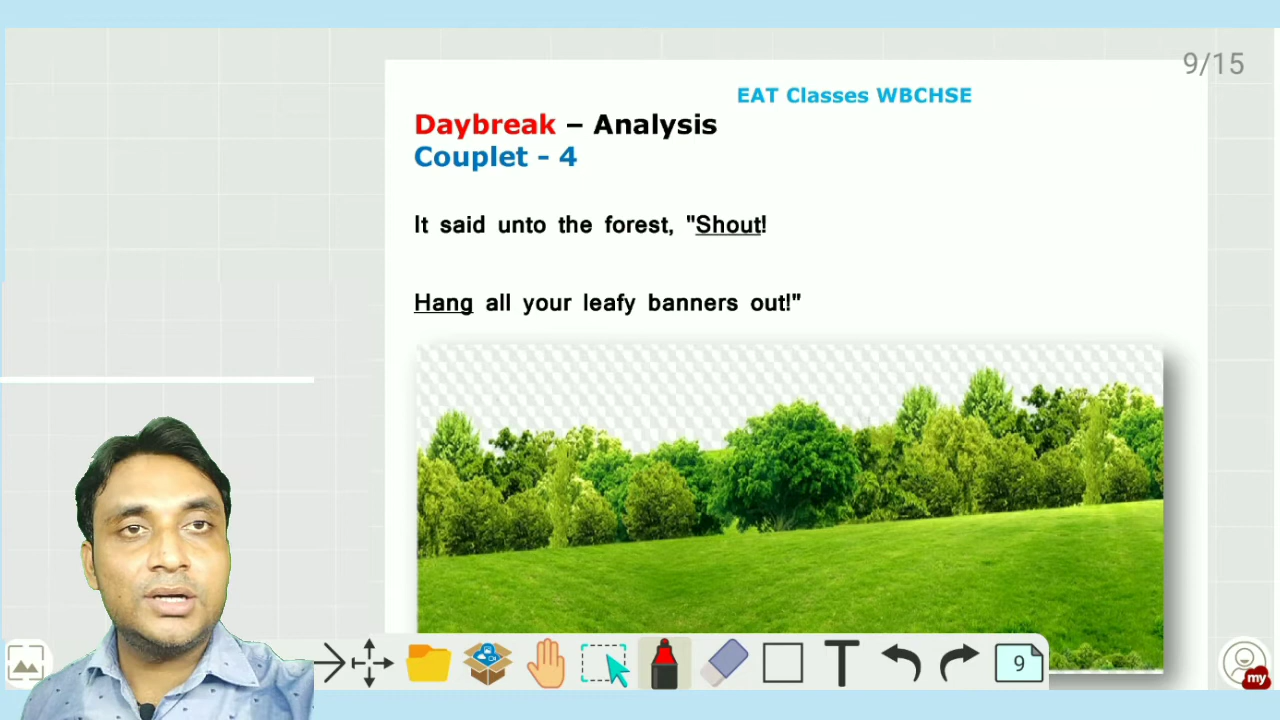 9/15
EAT Classes WBCHSE
Daybreak – Analysis
Couplet - 4
It said unto the forest, "Shout!
Hang all your leafy banners out!"
T
9
my